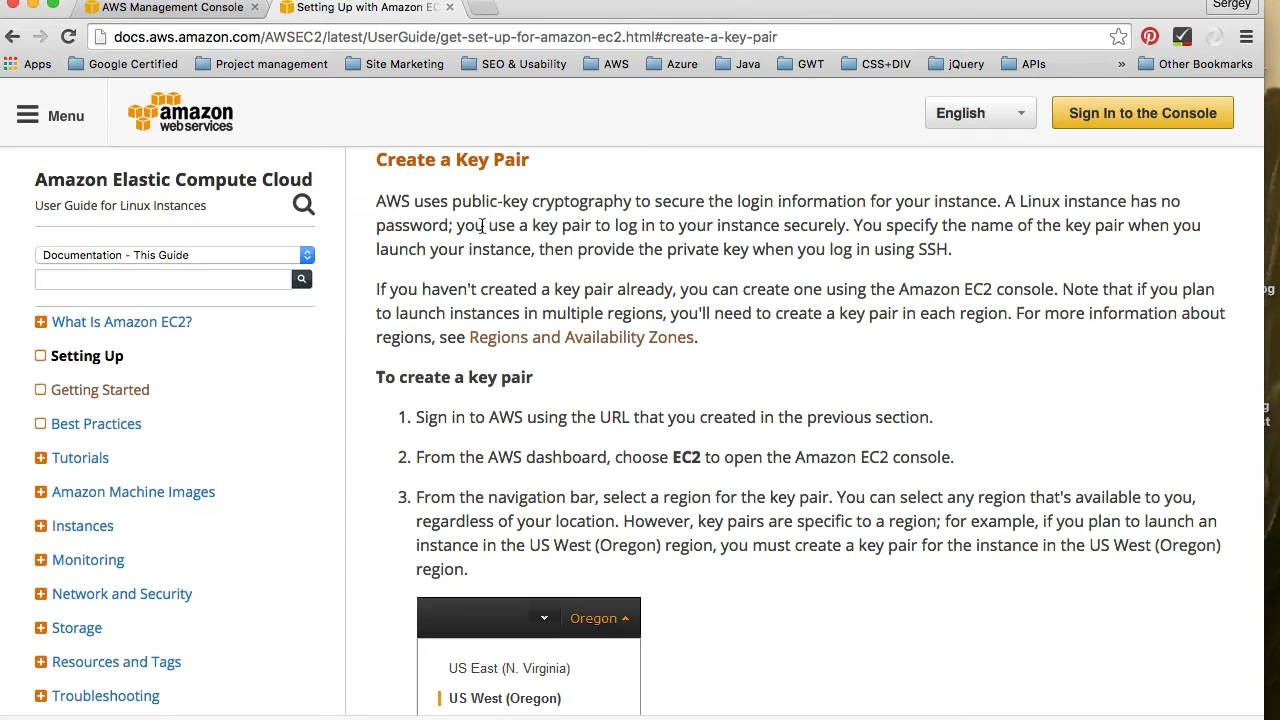 AWS Management Console
Setting Up with Amazon EC
Sergey
docs.aws.amazon.com/AWSEC2/latest/UserGuide/get-set-up-for-amazon-ec2.html#create-a-key-pair
Apps
Google Certified
Project management
Site Marketing
SEO & Usability
AWS
Azure
Java
GWT
CSS+DIV
jQuery
APIs
»
Other Bookmarks
Menu
amazon
web services
English
Sign In to the Console
Amazon Elastic Compute Cloud
User Guide for Linux Instances
Documentation - This Guide
What Is Amazon EC2?
Setting Up
Getting Started
Best Practices
Tutorials
Amazon Machine Images
Instances
Monitoring
Network and Security
Storage
Resources and Tags
Troubleshooting
Create a Key Pair
AWS uses public-key cryptography to secure the login information for your instance. A Linux instance has no
password; you use a key pair to log in to your instance securely. You specify the name of the key pair when you
launch your instance, then provide the private key when you log in using SSH.
If you haven't created a key pair already, you can create one using the Amazon EC2 console. Note that if you plan
to launch instances in multiple regions, you'll need to create a key pair in each region. For more information about
regions, see Regions and Availability Zones.
To create a key pair
1. Sign in to AWS using the URL that you created in the previous section.
2. From the AWS dashboard, choose EC2 to open the Amazon EC2 console.
3. From the navigation bar, select a region for the key pair. You can select any region that's available to you,
regardless of your location. However, key pairs are specific to a region; for example, if you plan to launch an
instance in the US West (Oregon) region, you must create a key pair for the instance in the US West (Oregon)
region.
Oregon
US East (N. Virginia)
US West (Oregon)